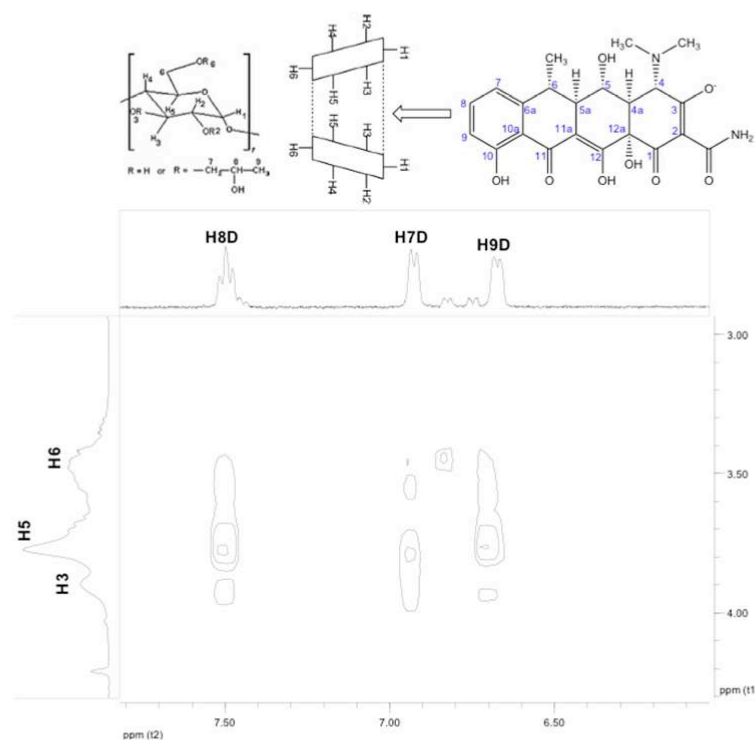 OR 6
6
H4
H5
H2
H1
OR
3
OR2
H3
7
7 8 9
R = H or R = —CH2—CH—CH3
OH
H4
H2
H1
H6
H5
H3
H5
H3
H1
H6
H4
H2
CH3
OH
H3C
CH3
N
7
6
H
5
H
4
O-
8
6a
5a
4a
3
9
10a
11a
12a
2
NH2
10
11
12
OH
1
OH
O
OH
O
O
H8D
H7D
H9D
H6
H5
H3
3.00
3.50
4.00
ppm (t1
7.50
7.00
6.50
ppm (t2)